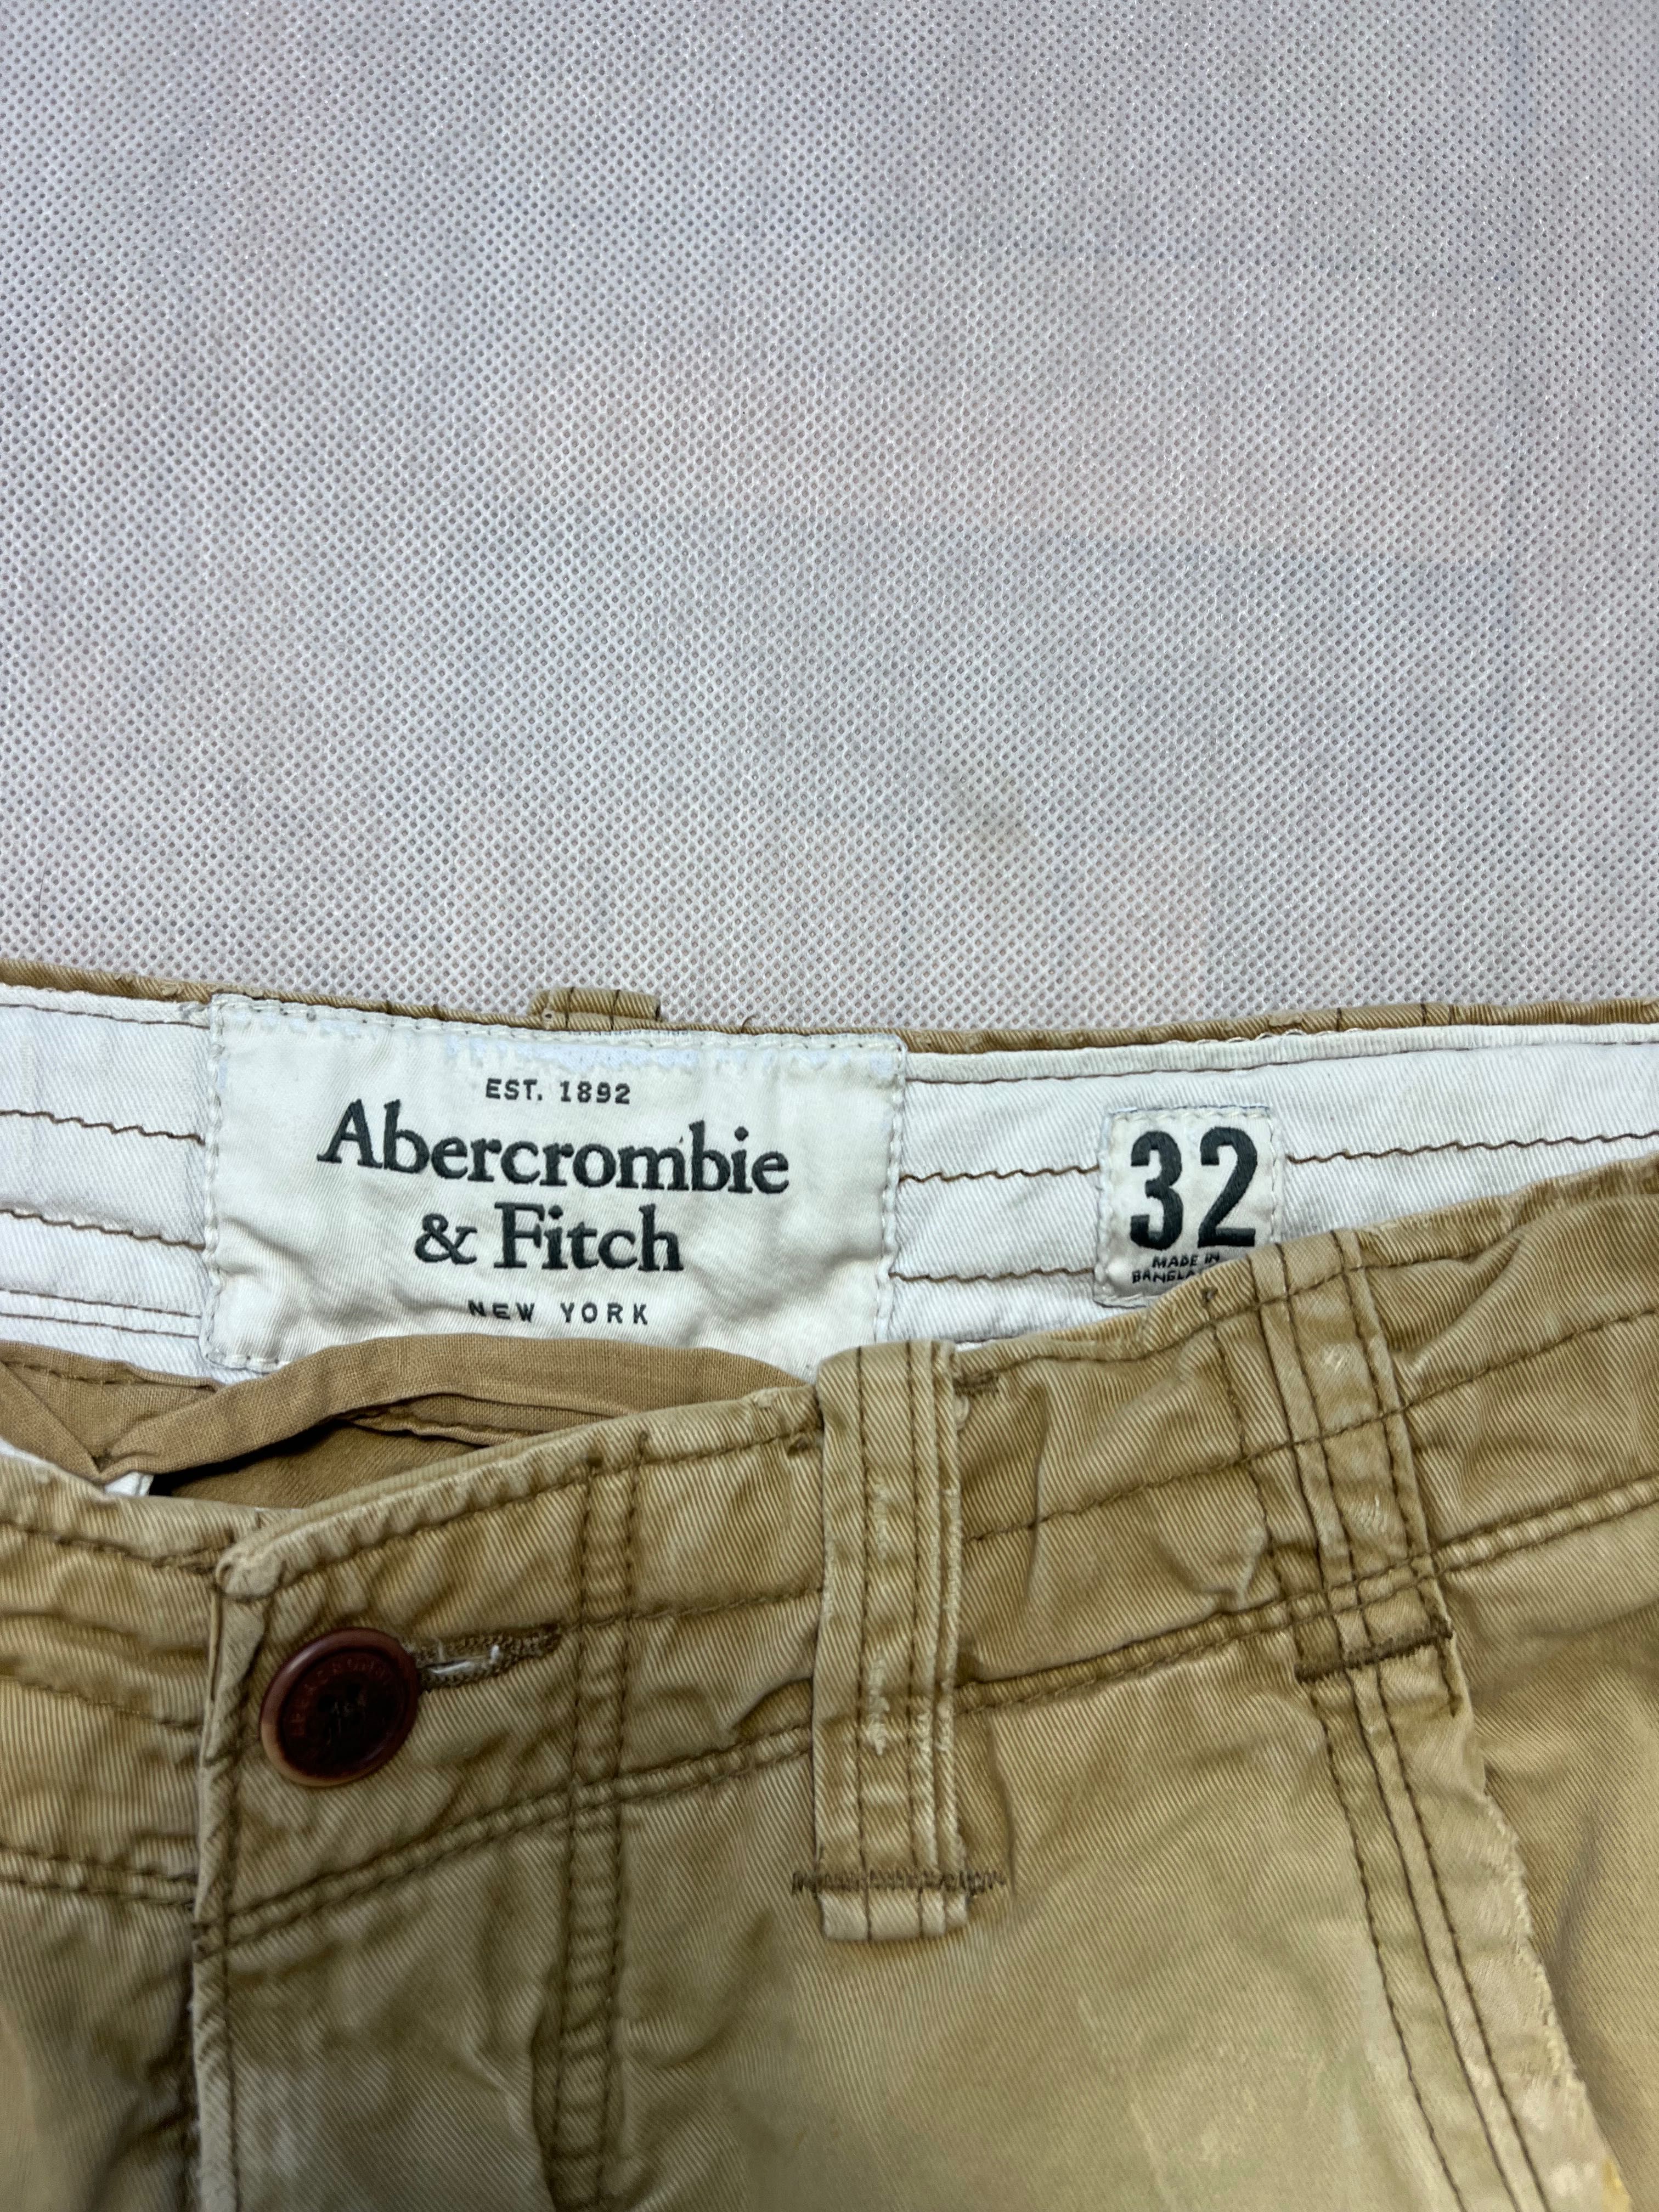 EST. 1892
Abercrombie
& Fitch
NEW YORK
32
MADE IN